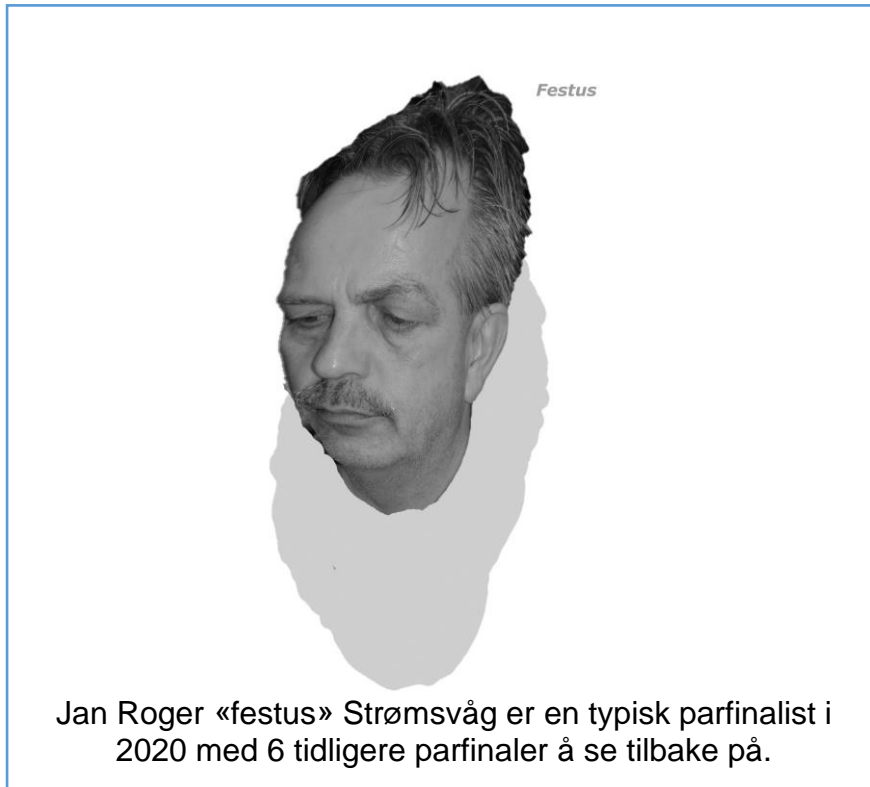 Festus
Jan Roger «festus» Strømsvåg er en typisk parfinalist i
2020 med 6 tidligere parfinaler å se tilbake på.